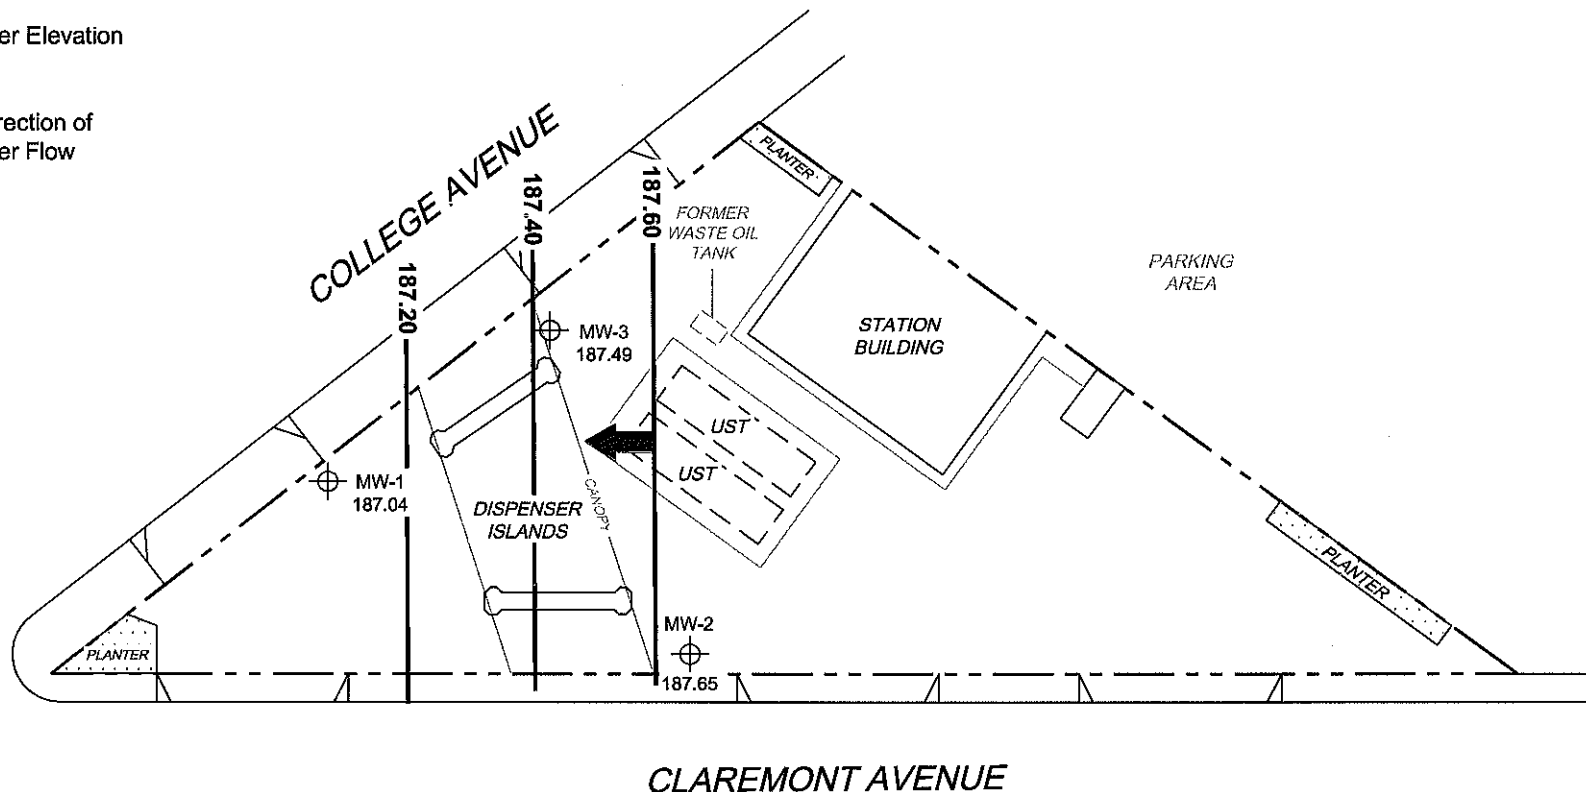 er Elevation
rection of
er Flow
COLLEGE AVENUE
187.20
187.40
187.60
PLANTER
FORMER
WASTE OIL
TANK
PARKING
AREA
STATION
BUILDING
MW-3
187.49
UST
UST
MW-1
187.04
CANOPY
DISPENSER
ISLANDS
PLANTER
MW-2
187.65
PLANTER
CLAREMONT AVENUE